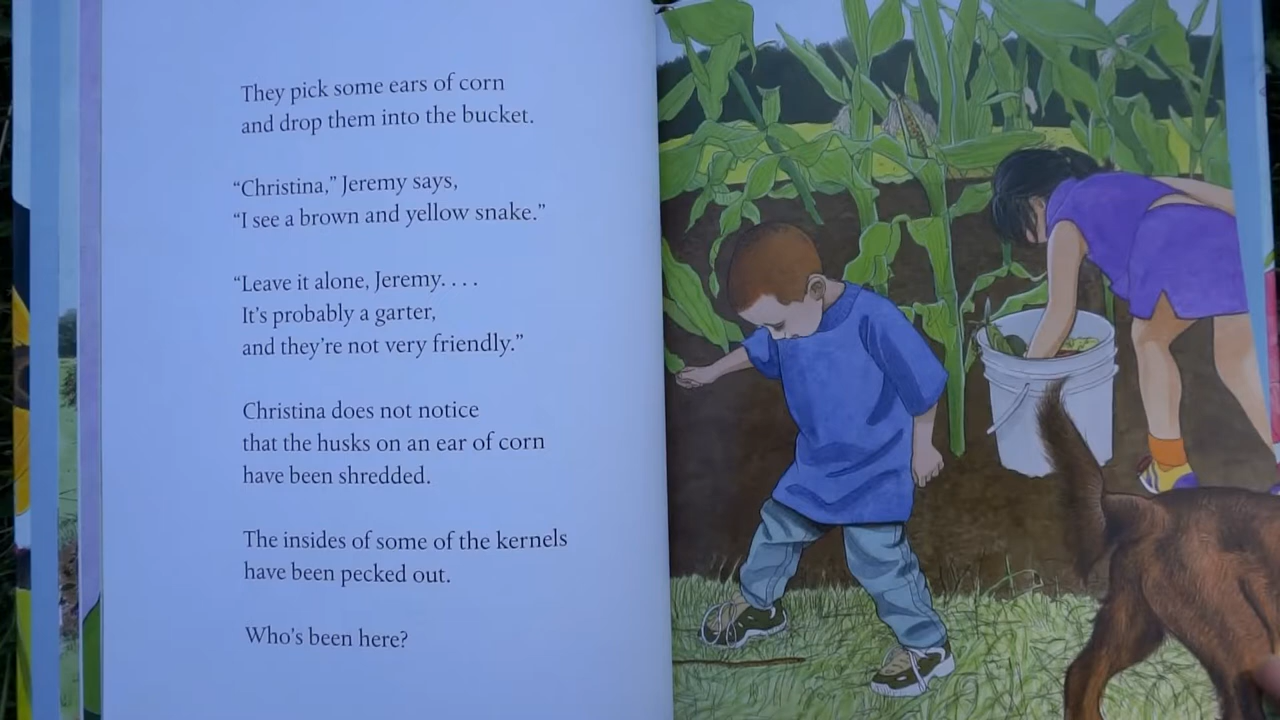 They pick some ears of corn
and drop them into the bucket.
“Christina,” Jeremy says,
“I see a brown and yellow snake.”
“Leave it alone, Jeremy. . . .
It’s probably a garter,
and they’re not very friendly.”
Christina does not notice
that the husks on an ear of corn
have been shredded.
The insides of some of the kernels
have been pecked out.
Who’s been here?